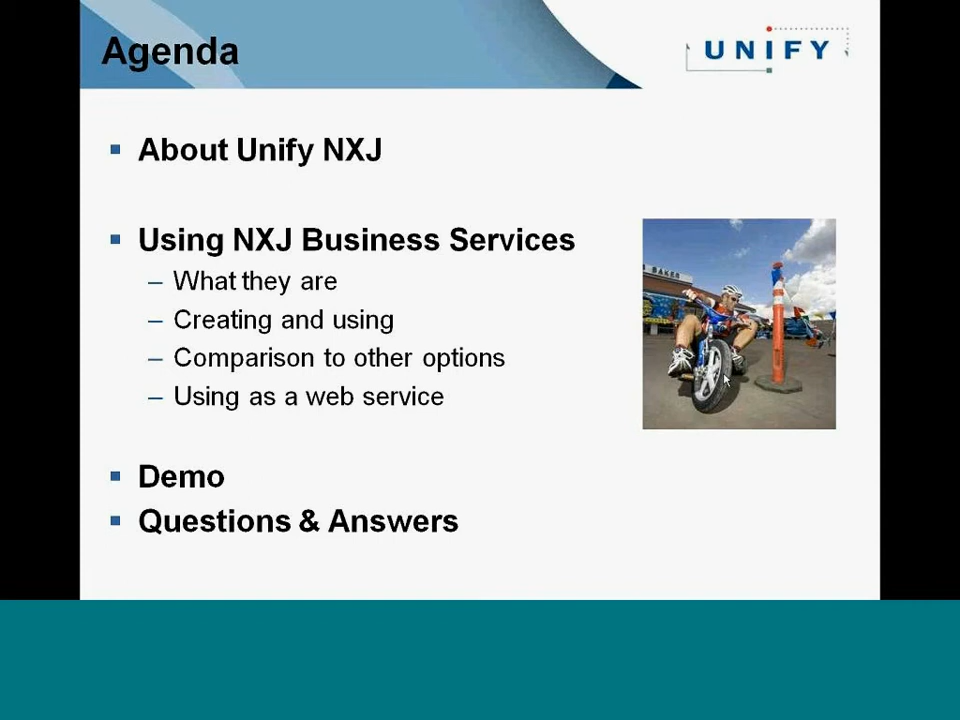 Agenda
UNIFY
About Unify NXJ
Using NXJ Business Services
– What they are
– Creating and using
– Comparison to other options
– Using as a web service
BAKER
Demo
Questions & Answers